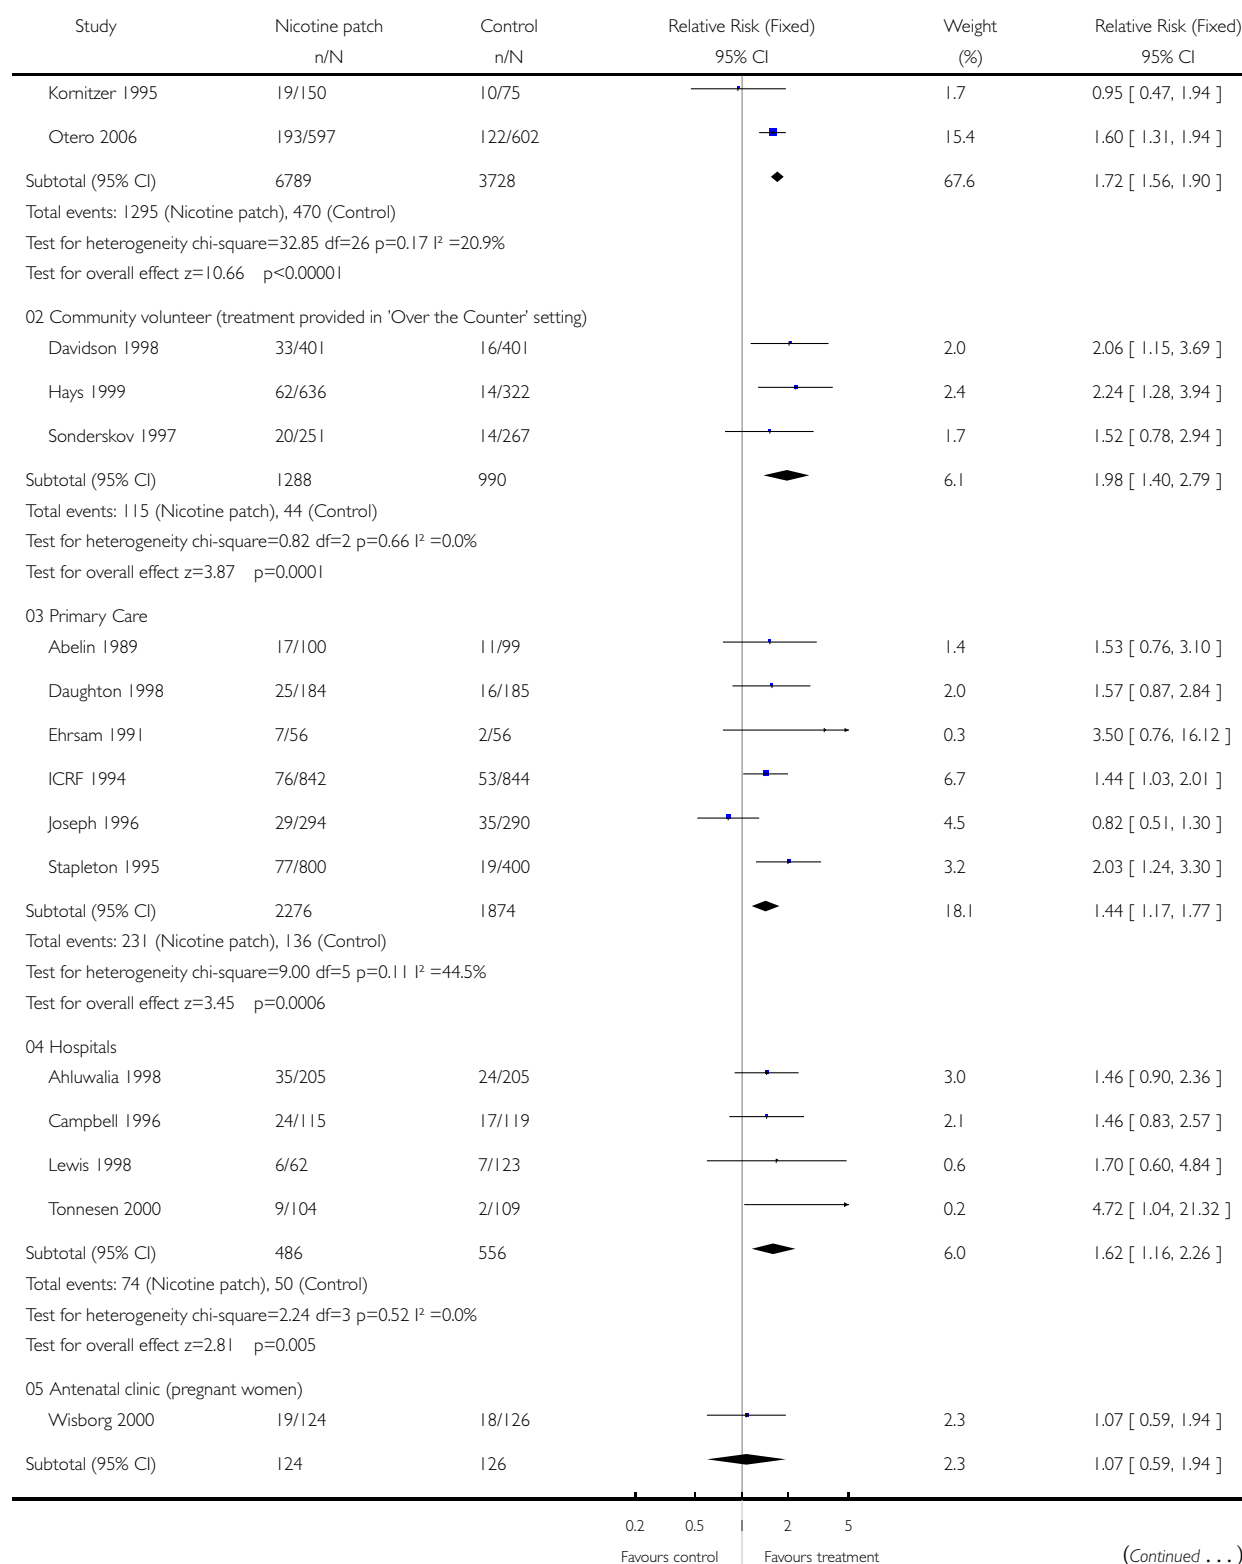 Study Nicotine patch Control Relative Risk (Fixed) Weight Relative Risk (Fixed)
n/N n/N 95% CI (%) 95% CI
Kornitzer 1995 19/150 10/75 1.7 0.95 [ 0.47, 1.94 ]
Otero 2006 193/597 122/602 15.4 1.60 [ 1.31, 1.94 ]
Subtotal (95% CI) 6789 3728 67.6 1.72 [ 1.56, 1.90 ]
Total events: 1295 (Nicotine patch), 470 (Control)
Test for heterogeneity chi-square=32.85 df=26 p=0.17 I² =20.9%
Test for overall effect z=10.66 p<0.00001
02 Community volunteer (treatment provided in 'Over the Counter' setting)
Davidson 1998 33/401 16/401 2.0 2.06 [ 1.15, 3.69 ]
Hays 1999 62/636 14/322 2.4 2.24 [ 1.28, 3.94 ]
Sonderskov 1997 20/251 14/267 1.7 1.52 [ 0.78, 2.94 ]
Subtotal (95% CI) 1288 990 6.1 1.98 [ 1.40, 2.79 ]
Total events: 115 (Nicotine patch), 44 (Control)
Test for heterogeneity chi-square=0.82 df=2 p=0.66 I² =0.0%
Test for overall effect z=3.87 p=0.0001
03 Primary Care
Abelin 1989 17/100 11/99 1.4 1.53 [ 0.76, 3.10 ]
Daughton 1998 25/184 16/185 2.0 1.57 [ 0.87, 2.84 ]
Ehrsam 1991 7/56 2/56 0.3 3.50 [ 0.76, 16.12 ]
ICRF 1994 76/842 53/844 6.7 1.44 [ 1.03, 2.01 ]
Joseph 1996 29/294 35/290 4.5 0.82 [ 0.51, 1.30 ]
Stapleton 1995 77/800 19/400 3.2 2.03 [ 1.24, 3.30 ]
Subtotal (95% CI) 2276 1874 18.1 1.44 [ 1.17, 1.77 ]
Total events: 231 (Nicotine patch), 136 (Control)
Test for heterogeneity chi-square=9.00 df=5 p=0.11 I² =44.5%
Test for overall effect z=3.45 p=0.0006
04 Hospitals
Ahluwalia 1998 35/205 24/205 3.0 1.46 [ 0.90, 2.36 ]
Campbell 1996 24/115 17/119 2.1 1.46 [ 0.83, 2.57 ]
Lewis 1998 6/62 7/123 0.6 1.70 [ 0.60, 4.84 ]
Tonnesen 2000 9/104 2/109 0.2 4.72 [ 1.04, 21.32 ]
Subtotal (95% CI) 486 556 6.0 1.62 [ 1.16, 2.26 ]
Total events: 74 (Nicotine patch), 50 (Control)
Test for heterogeneity chi-square=2.24 df=3 p=0.52 I² =0.0%
Test for overall effect z=2.81 p=0.005
05 Antenatal clinic (pregnant women)
Wisborg 2000 19/124 18/126 2.3 1.07 [ 0.59, 1.94 ]
Subtotal (95% CI) 124 126 2.3 1.07 [ 0.59, 1.94 ]
0.2 0.5 1 2 5
Favours control Favours treatment (Continued . . . )